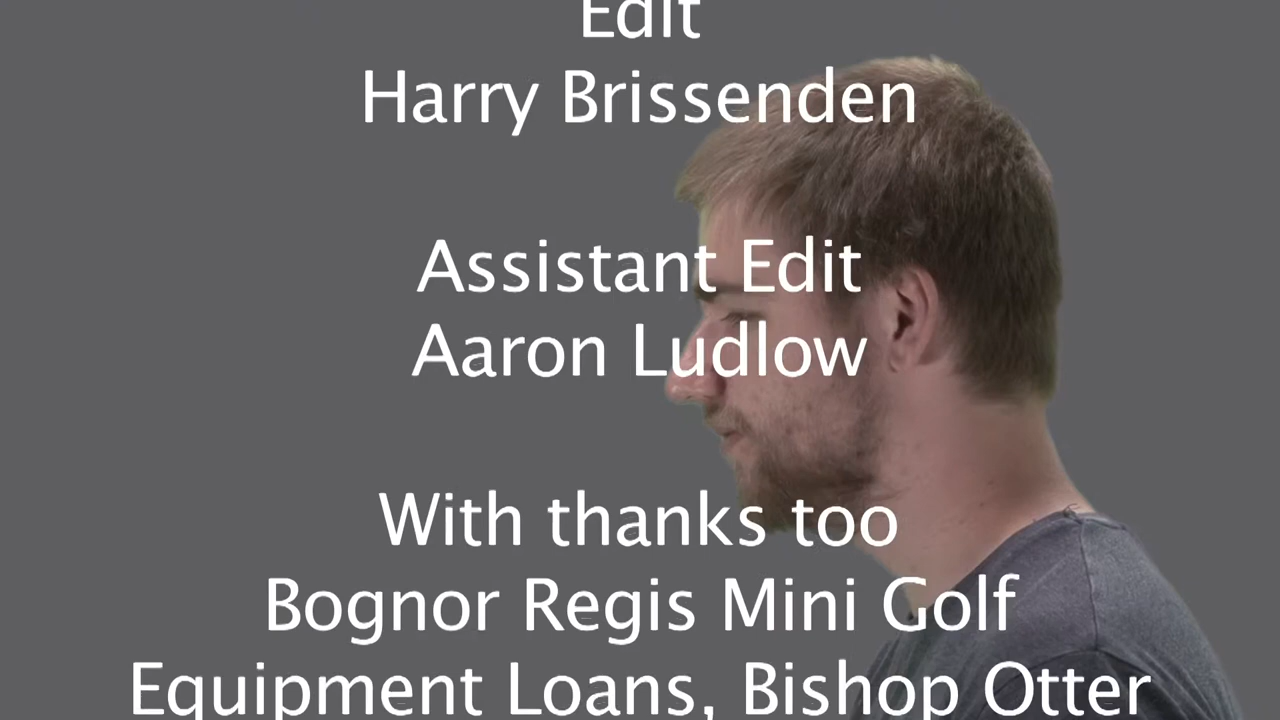 Edit
Harry Brissenden
Assistant Edit
Aaron Ludlow
With thanks too
Bognor Regis Mini Golf
Equipment Loans, Bishop Otter